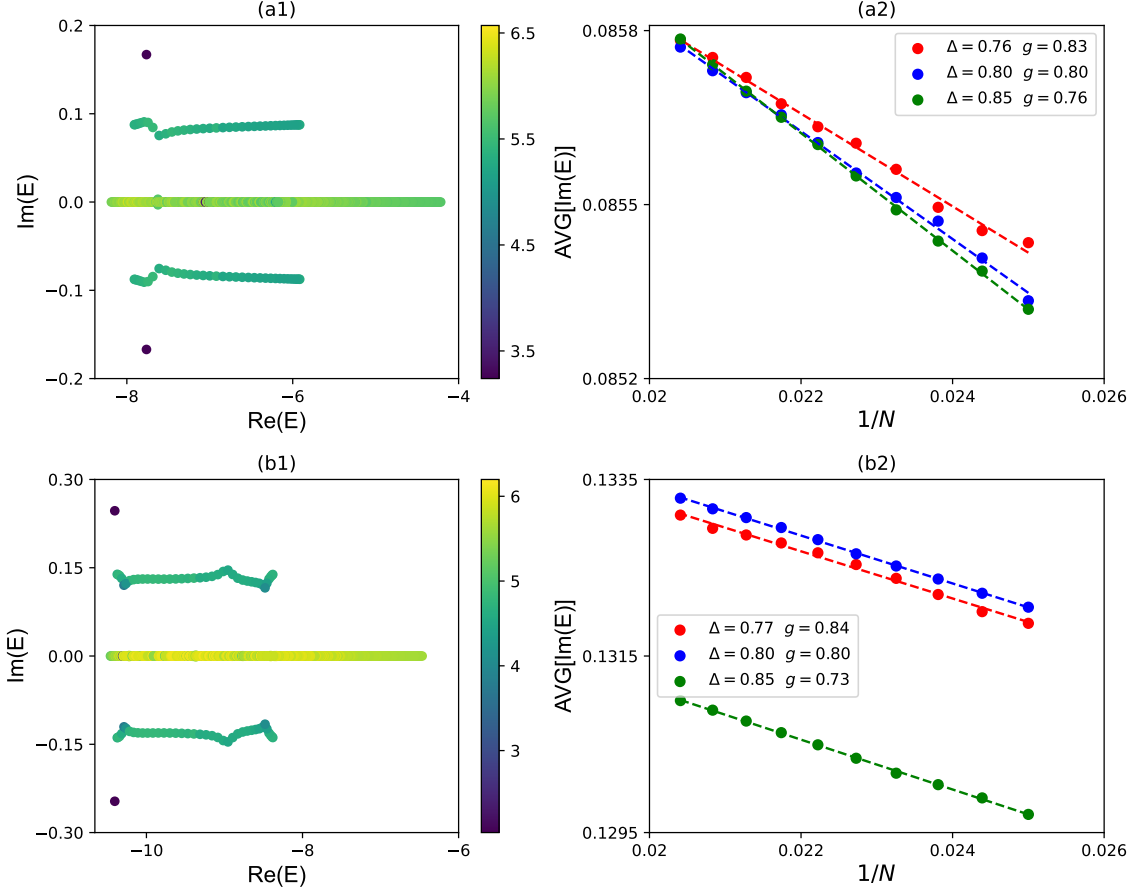 (a1)
0.2
0.1
0.0
−0.1
−0.2
Im(E)
−8
−6
−4
Re(E)
6.5
5.5
4.5
3.5
(a2)
0.0858
0.0855
0.0852
AVG[Im(E)]
Δ = 0.76 g = 0.83
Δ = 0.80 g = 0.80
Δ = 0.85 g = 0.76
0.02
0.022
0.024
0.026
1/N
(b1)
0.30
0.15
0.00
−0.15
−0.30
Im(E)
−10
−8
−6
Re(E)
6
5
4
3
(b2)
0.1335
0.1315
0.1295
AVG[Im(E)]
Δ = 0.77 g = 0.84
Δ = 0.80 g = 0.80
Δ = 0.85 g = 0.73
0.02
0.022
0.024
0.026
1/N